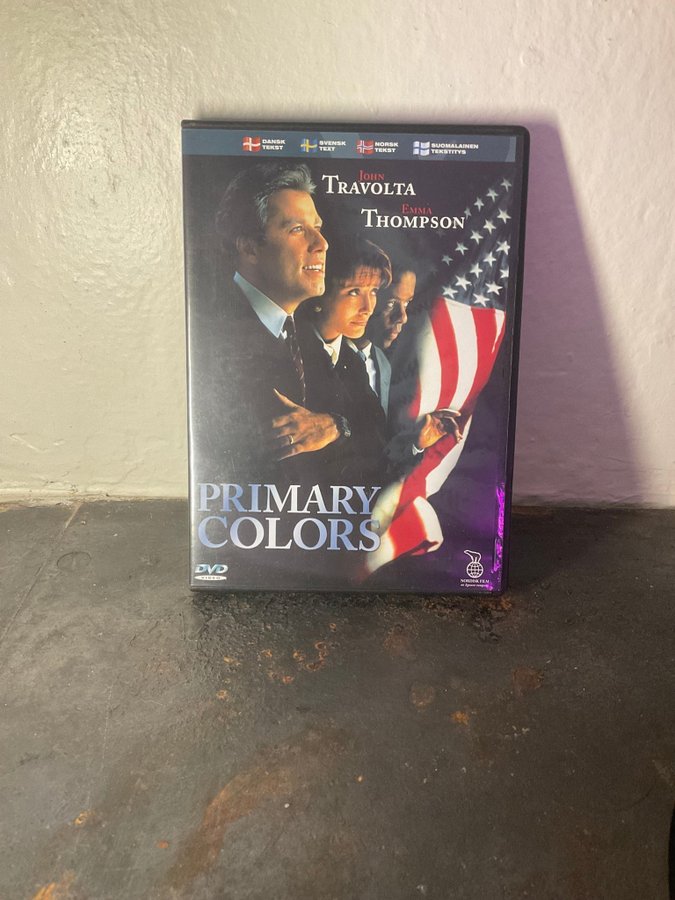 DANSK
TEKST
SVENSK
TEXT
NORSK
TEKST
SUOMALAINEN
TEKSTITYS
JOHN
TRAVOLTA
EMMA
THOMPSON
PRIMARY
COLORS
DVD
VIDEO
NORDISK FILM